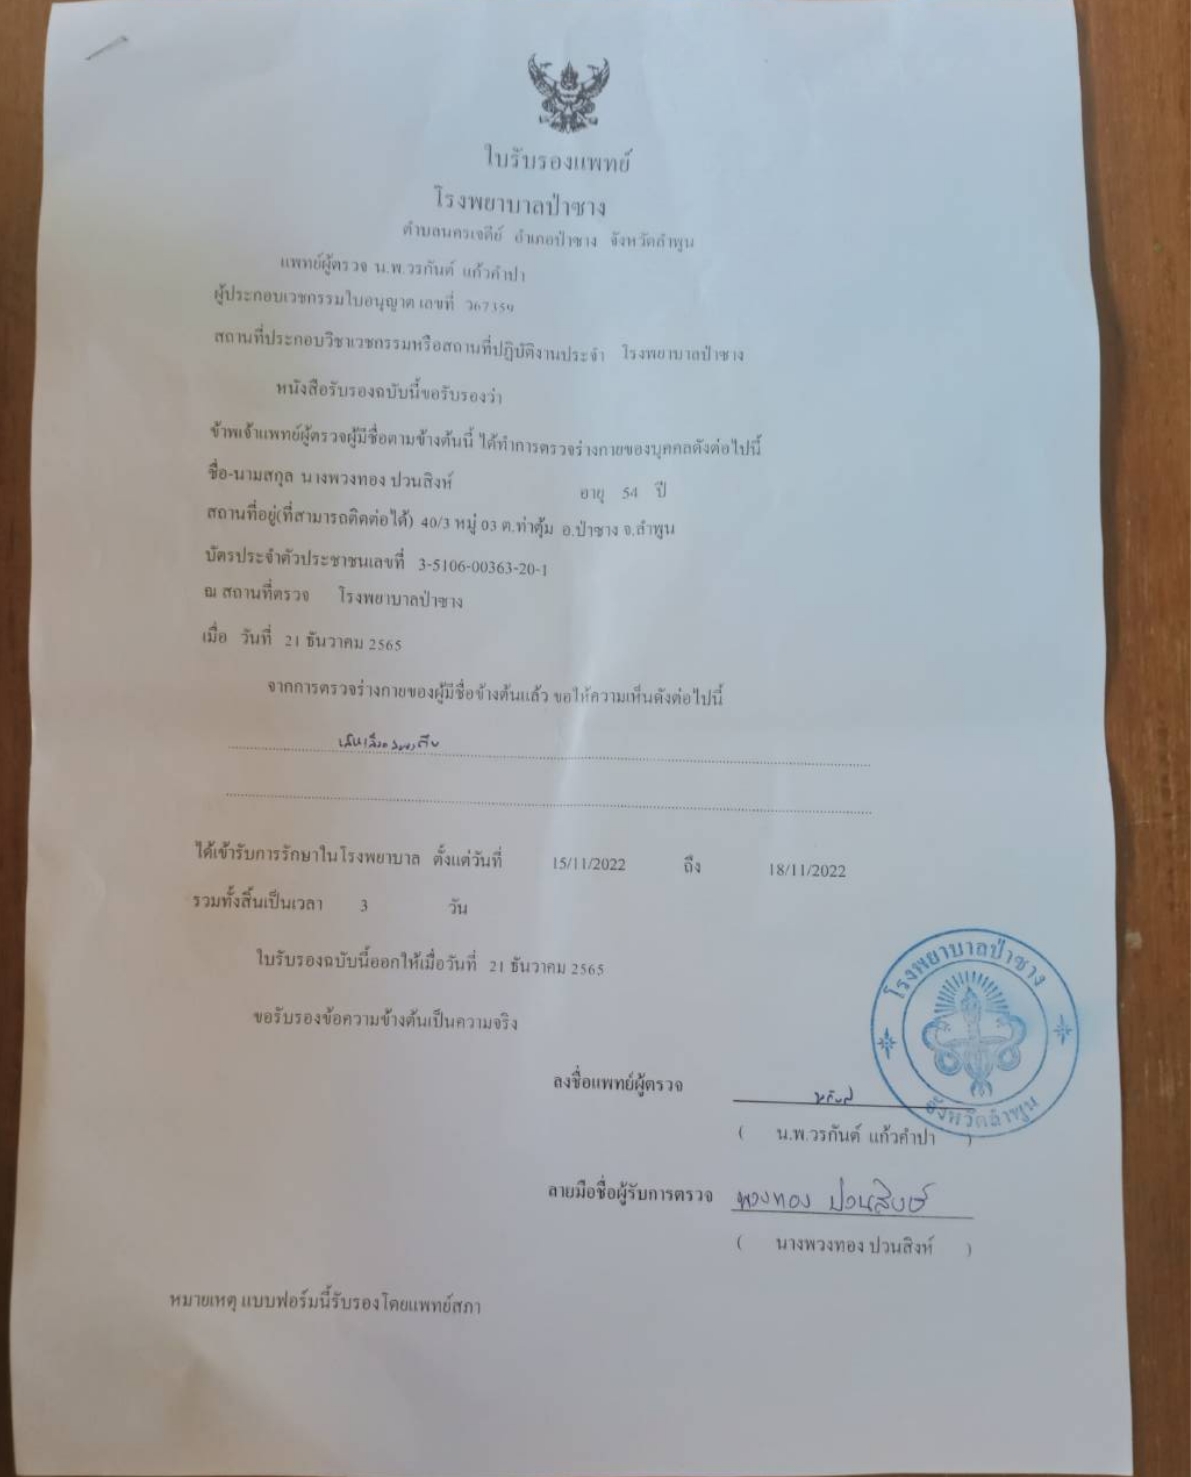 ใบรับรองแพทย์
โรงพยาบาลป่าซาง
ตำบลนครเจดีย์ อำเภอป่าซาง จังหวัดลำพูน
แพทย์ผู้ตรวจ น.พ.วรกันต์ แก้วคำปา
ผู้ประกอบเวชกรรมใบอนุญาต เลขที่ ว67359
สถานที่ประกอบวิชาเวชกรรมหรือสถานที่ปฏิบัติงานประจำ โรงพยาบาลป่าซาง
หนังสือรับรองฉบับนี้ขอรับรองว่า
ข้าพเจ้าแพทย์ผู้ตรวจผู้มีชื่อตามข้างต้นนี้ ได้ทำการตรวจร่างกายของบุคคลดังต่อไปนี้
ชื่อ-นามสกุล นางพวงทอง ปวนสิงห์ อายุ 54 ปี
สถานที่อยู่(ที่สามารถติดต่อได้) 40/3 หมู่ 03 ต.ท่าตุ้ม อ.ป่าซาง จ.ลำพูน
บัตรประจำตัวประชาชนเลขที่ 3-5106-00363-20-1
ณ สถานที่ตรวจ โรงพยาบาลป่าซาง
เมื่อ วันที่ 21 ธันวาคม 2565
จากการตรวจร่างกายของผู้มีชื่อข้างต้นแล้ว ขอให้ความเห็นดังต่อไปนี้
เส้นเลือดสมองตีบ
ได้เข้ารับการรักษาในโรงพยาบาล ตั้งแต่วันที่ 15/11/2022 ถึง 18/11/2022
รวมทั้งสิ้นเป็นเวลา 3 วัน
ใบรับรองฉบับนี้ออกให้เมื่อวันที่ 21 ธันวาคม 2565
ขอรับรองข้อความข้างต้นเป็นความจริง
โรงพยาบาลป่าซาง
จังหวัดลำพูน
ลงชื่อแพทย์ผู้ตรวจ
( น.พ.วรกันต์ แก้วคำปา )
ลายมือชื่อผู้รับการตรวจ พวงทอง ปวนสิงห์
( นางพวงทอง ปวนสิงห์ )
หมายเหตุ แบบฟอร์มนี้รับรองโดยแพทย์สภา